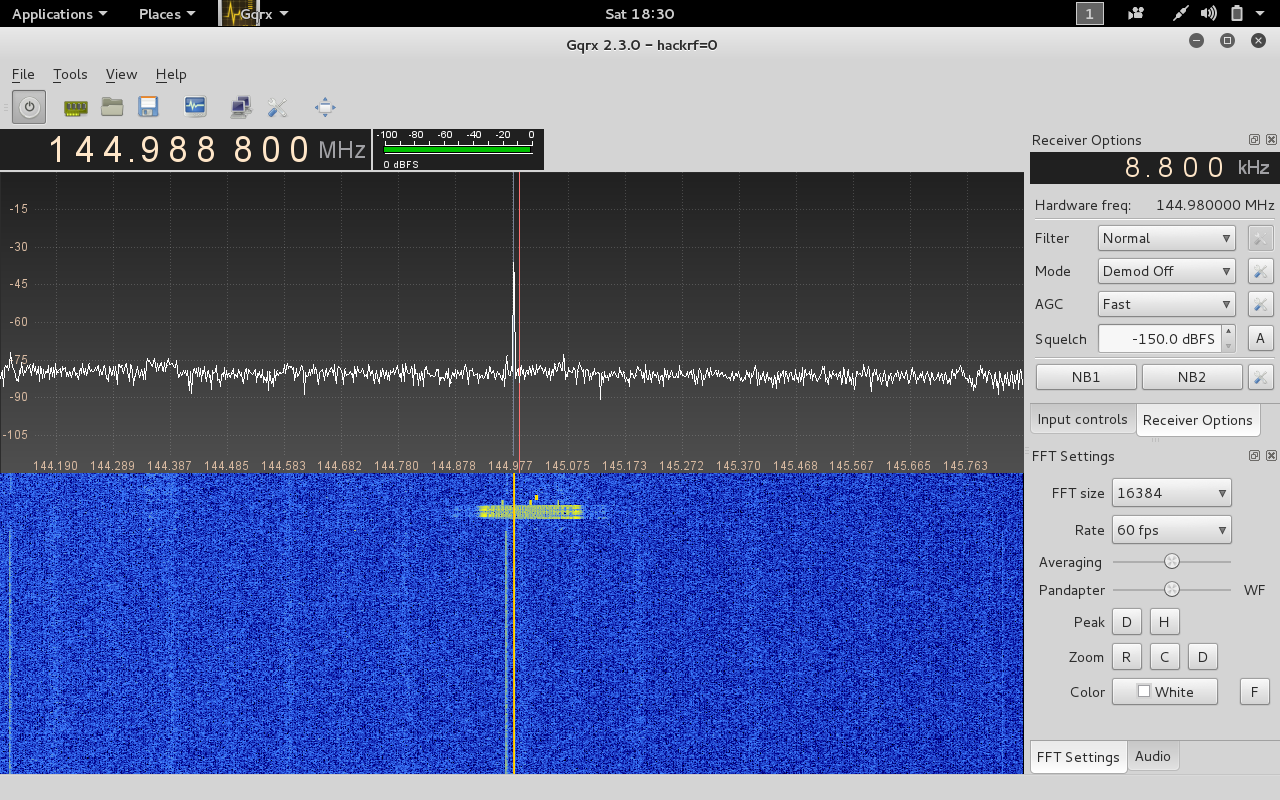 Applications Places Gqrx Sat 18:30 1
Gqrx 2.3.0 - hackrf=0
File Tools View Help
144.988 800 MHz
-100 -80 -60 -40 -20 0
0 dBFS
-15
-30
-45
-60
-75
-90
-105
144.190 144.289 144.387 144.485 144.583 144.682 144.780 144.878 144.977 145.075 145.173 145.272 145.370 145.468 145.567 145.665 145.763
Receiver Options
8.800 kHz
Hardware freq: 144.980000 MHz
Filter Normal
Mode Demod Off
AGC Fast
Squelch -150.0 dBFS A
NB1 NB2
Input controls Receiver Options
FFT Settings
FFT size 16384
Rate 60 fps
Averaging
Pandapter WF
Peak D H
Zoom R C D
Color White F
FFT Settings Audio